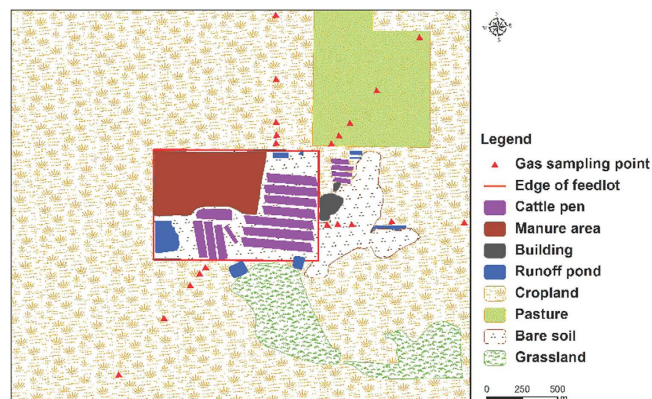 Legend
Gas sampling point
Edge of feedlot
Cattle pen
Manure area
Building
Runoff pond
Cropland
Pasture
Bare soil
Grassland
0 250 500
m